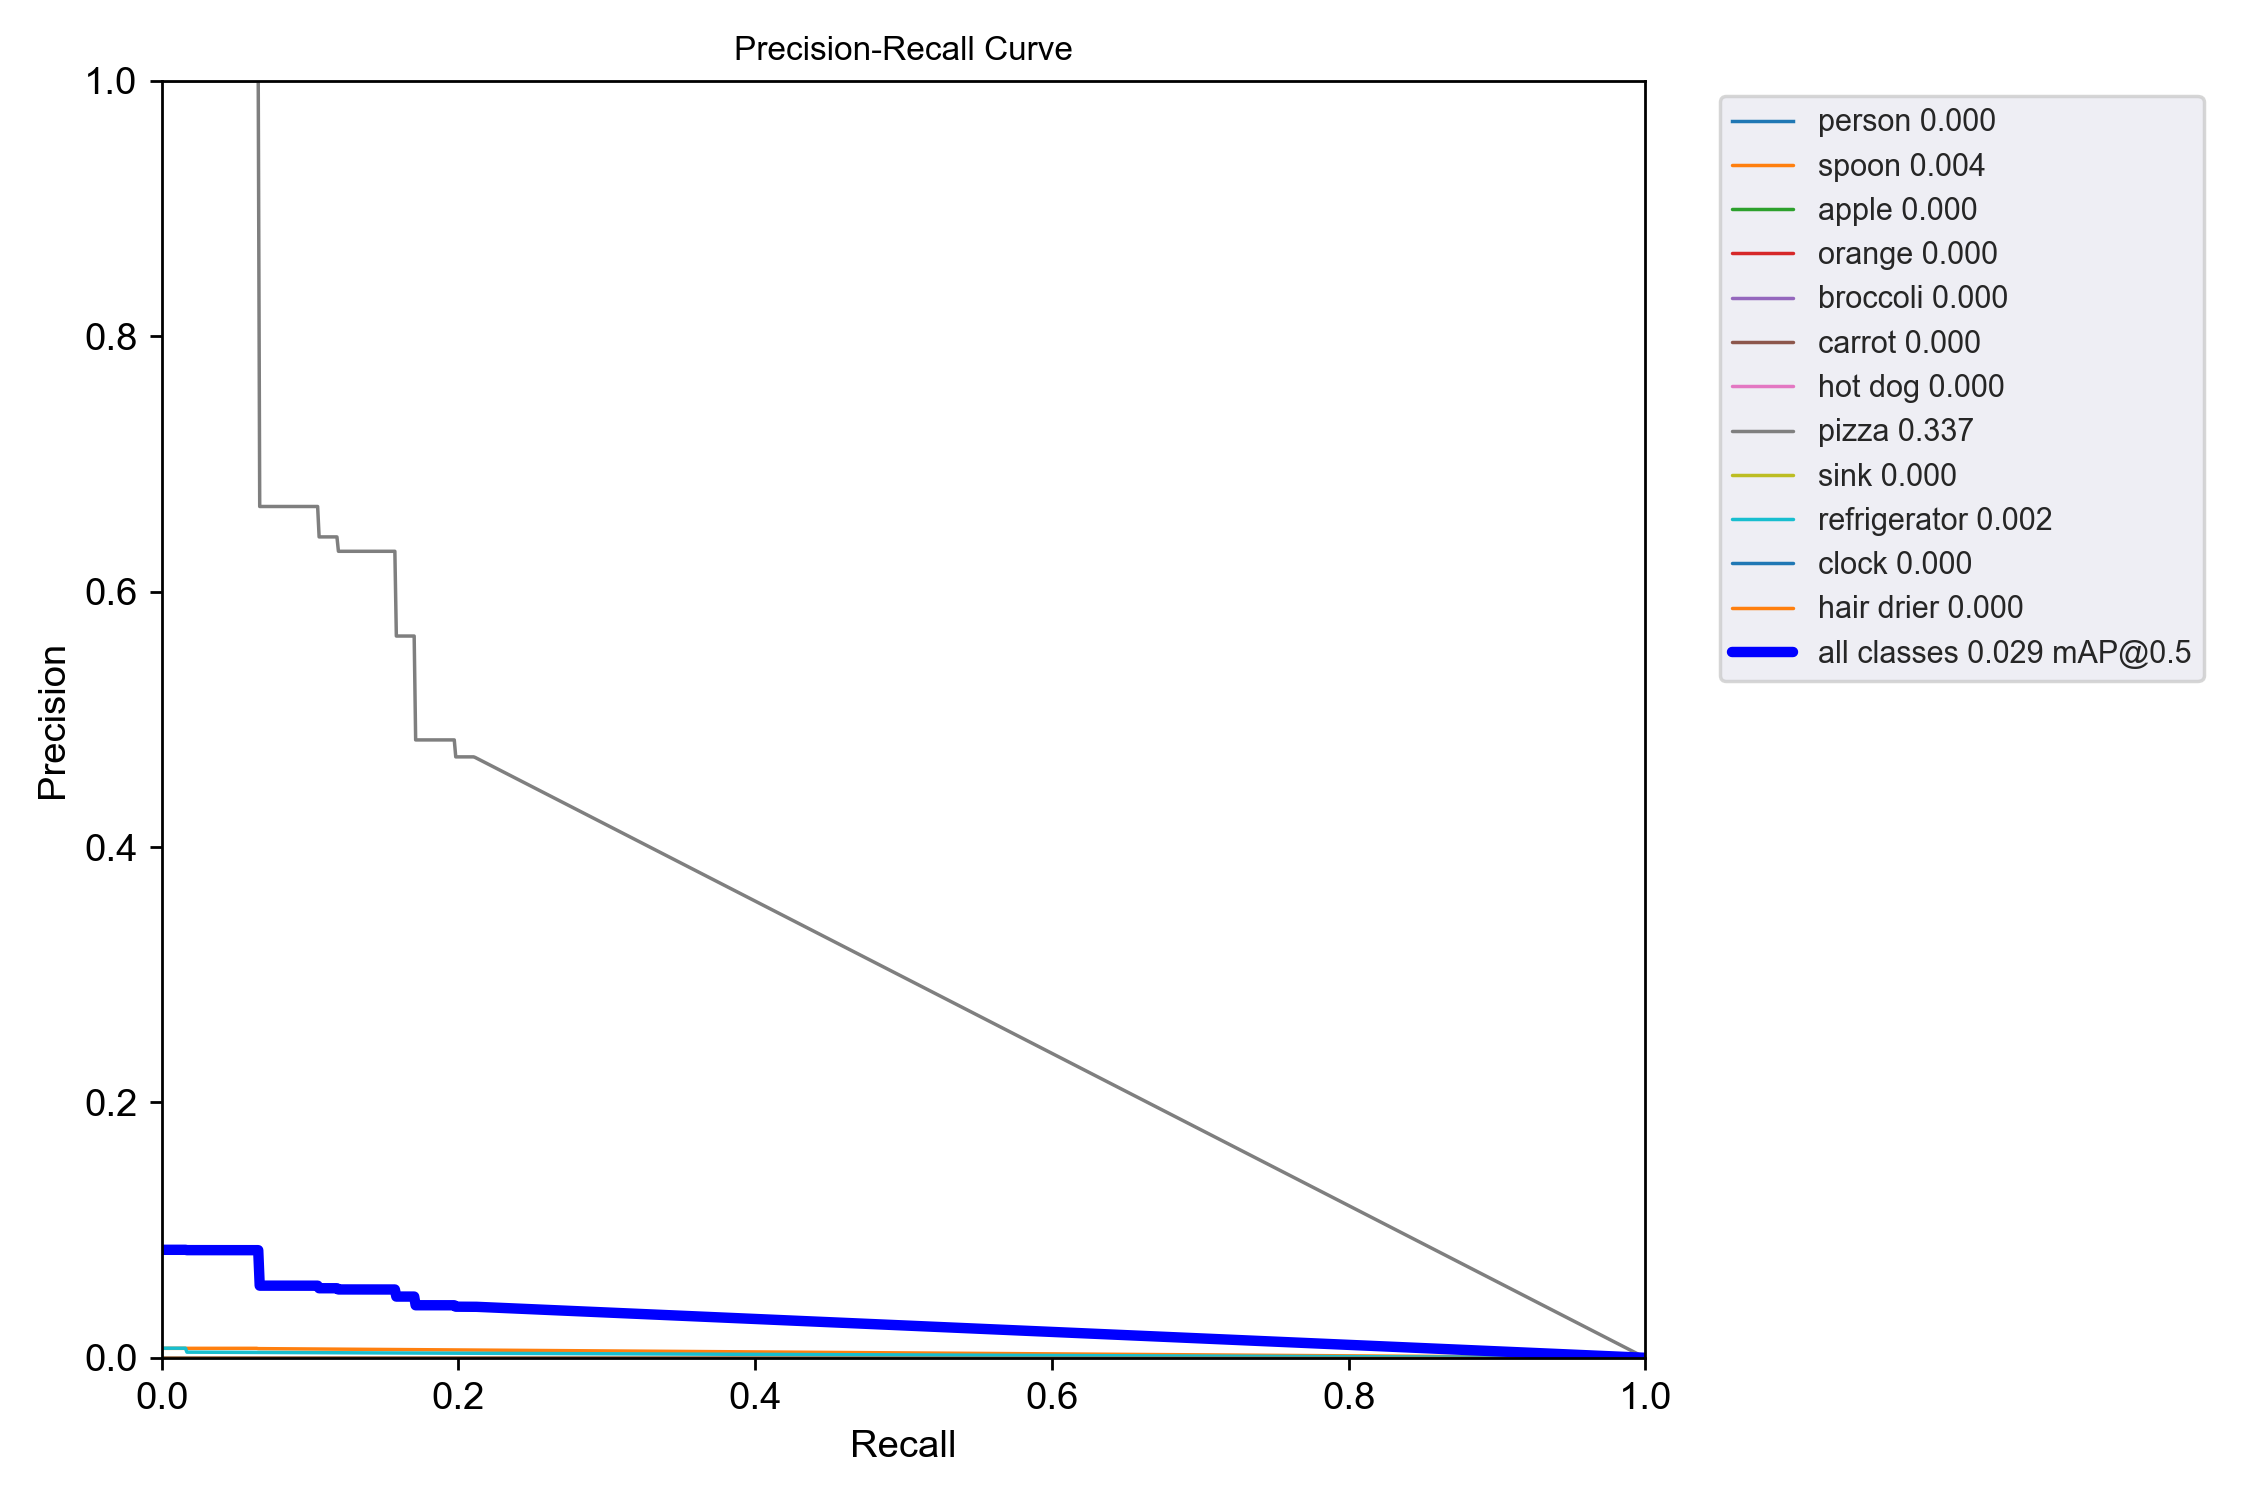 Precision-Recall Curve
1.0
0.8
0.6
0.4
0.2
0.0
Precision
0.0 0.2 0.4 0.6 0.8 1.0
Recall
person 0.000
spoon 0.004
apple 0.000
orange 0.000
broccoli 0.000
carrot 0.000
hot dog 0.000
pizza 0.337
sink 0.000
refrigerator 0.002
clock 0.000
hair drier 0.000
all classes 0.029 mAP@0.5